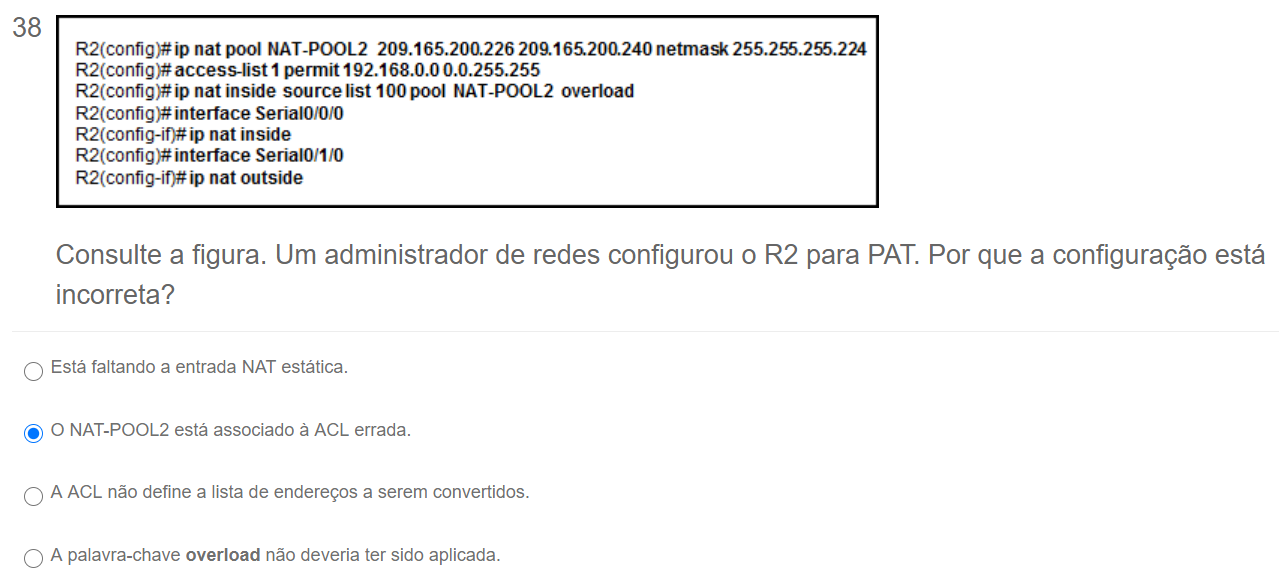 38
R2(config)# ip nat pool NAT-POOL2 209.165.200.226 209.165.200.240 netmask 255.255.255.224
R2(config)# access-list 1 permit 192.168.0.0 0.0.255.255
R2(config)# ip nat inside source list 100 pool NAT-POOL2 overload
R2(config)# interface Serial0/0/0
R2(config-if)# ip nat inside
R2(config)# interface Serial0/1/0
R2(config-if)# ip nat outside
Consulte a figura. Um administrador de redes configurou o R2 para PAT. Por que a configuração está
incorreta?
Está faltando a entrada NAT estática.
O NAT-POOL2 está associado à ACL errada.
A ACL não define a lista de endereços a serem convertidos.
A palavra-chave overload não deveria ter sido aplicada.